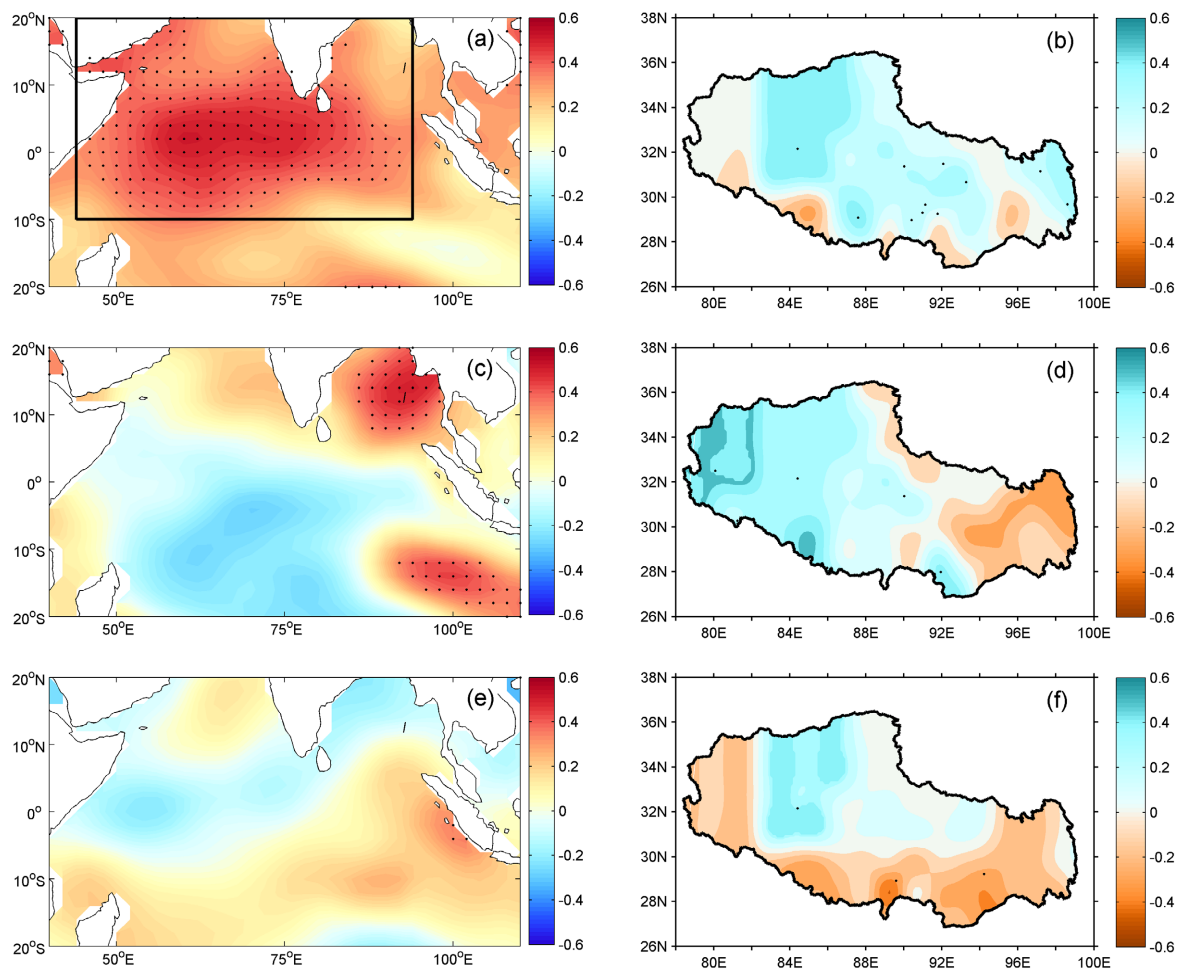 (a)
20°N
10°N
0°
10°S
20°S
50°E
75°E
100°E
0.6
0.4
0.2
0
-0.2
-0.4
-0.6
(b)
38N
36N
34N
32N
30N
28N
26N
80E
84E
88E
92E
96E
100E
0.6
0.4
0.2
0
-0.2
-0.4
-0.6
(c)
20°N
10°N
0°
10°S
20°S
50°E
75°E
100°E
0.6
0.4
0.2
0
-0.2
-0.4
-0.6
(d)
38N
36N
34N
32N
30N
28N
26N
80E
84E
88E
92E
96E
100E
0.6
0.4
0.2
0
-0.2
-0.4
-0.6
(e)
20°N
10°N
0°
10°S
20°S
50°E
75°E
100°E
0.6
0.4
0.2
0
-0.2
-0.4
-0.6
(f)
38N
36N
34N
32N
30N
28N
26N
80E
84E
88E
92E
96E
100E
0.6
0.4
0.2
0
-0.2
-0.4
-0.6